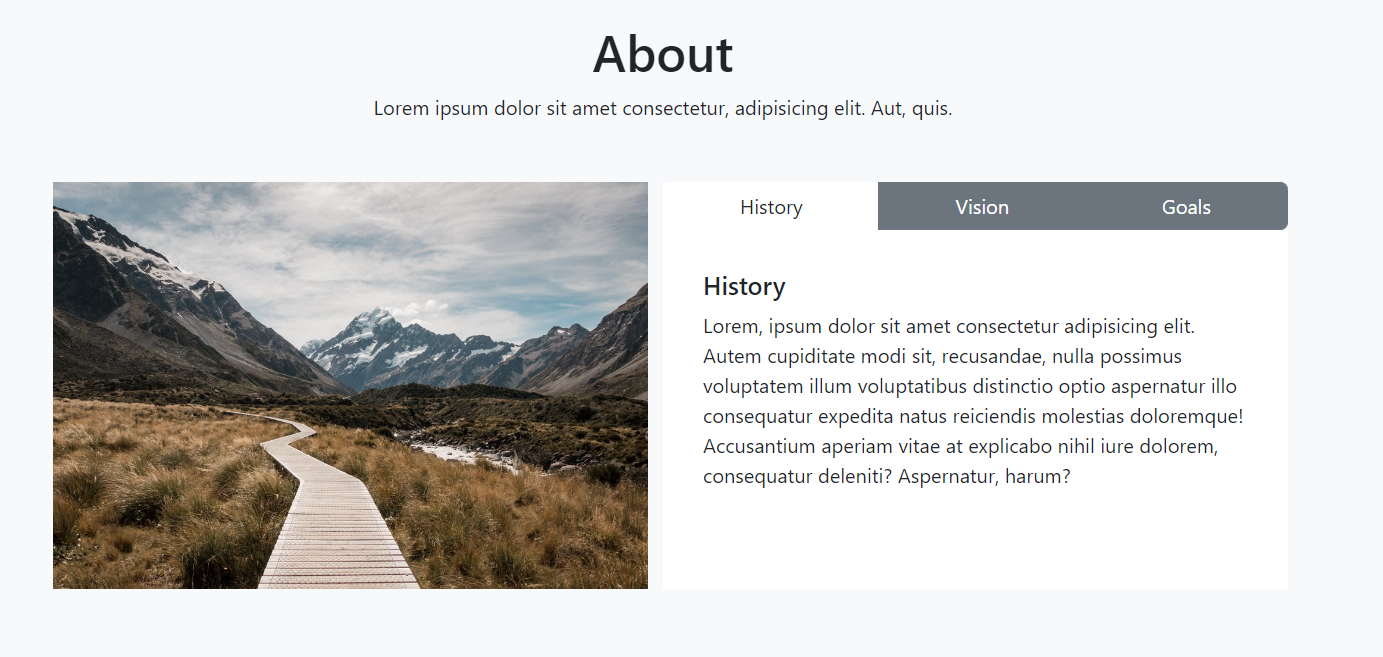 About
Lorem ipsum dolor sit amet consectetur, adipisicing elit. Aut, quis.
History
Vision
Goals
History
Lorem, ipsum dolor sit amet consectetur adipisicing elit.
Autem cupiditate modi sit, recusandae, nulla possimus
voluptatem illum voluptatibus distinctio optio aspernatur illo
consequatur expedita natus reiciendis molestias doloremque!
Accusantium aperiam vitae at explicabo nihil iure dolorem,
consequatur deleniti? Aspernatur, harum?